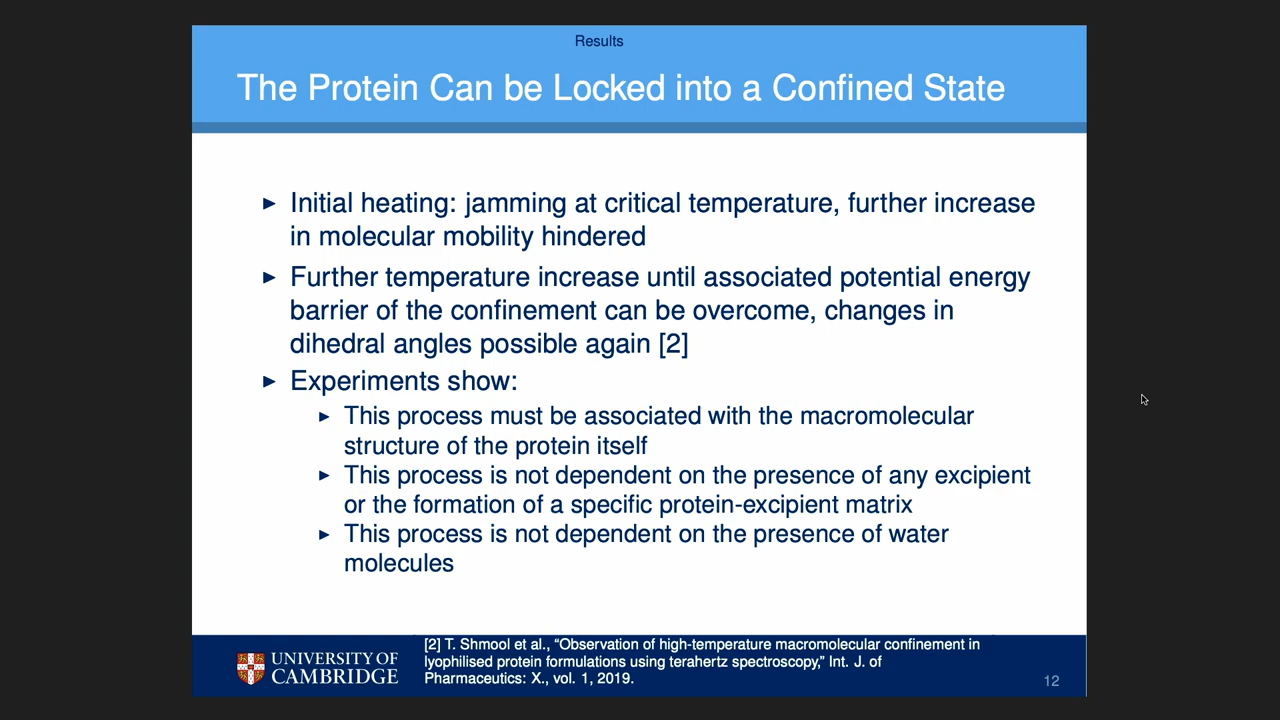 Results
The Protein Can be Locked into a Confined State
▶ Initial heating: jamming at critical temperature, further increase
in molecular mobility hindered
▶ Further temperature increase until associated potential energy
barrier of the confinement can be overcome, changes in
dihedral angles possible again [2]
▶ Experiments show:
▶ This process must be associated with the macromolecular
structure of the protein itself
▶ This process is not dependent on the presence of any excipient
or the formation of a specific protein-excipient matrix
▶ This process is not dependent on the presence of water
molecules
UNIVERSITY OF
CAMBRIDGE
[2] T. Shmool et al., “Observation of high-temperature macromolecular confinement in
lyophilised protein formulations using terahertz spectroscopy,” Int. J. of
Pharmaceutics: X., vol. 1, 2019.
12